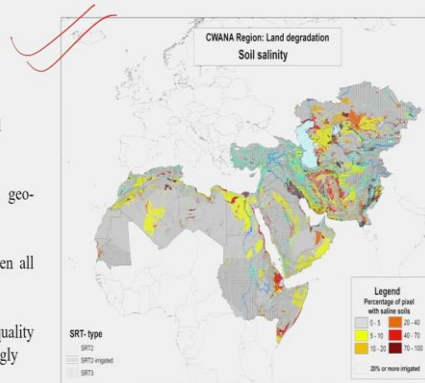 CWANA Region: Land degradation
Soil salinity
geo-
en all
quality
gly
SRT- type
SRT2
SRT2-irrigated
SRT3
Legend
Percentage of pixel
with saline soils
0 - 5
20 - 40
5 - 10
40 - 70
10 - 20
70 - 100
20% or more irrigated